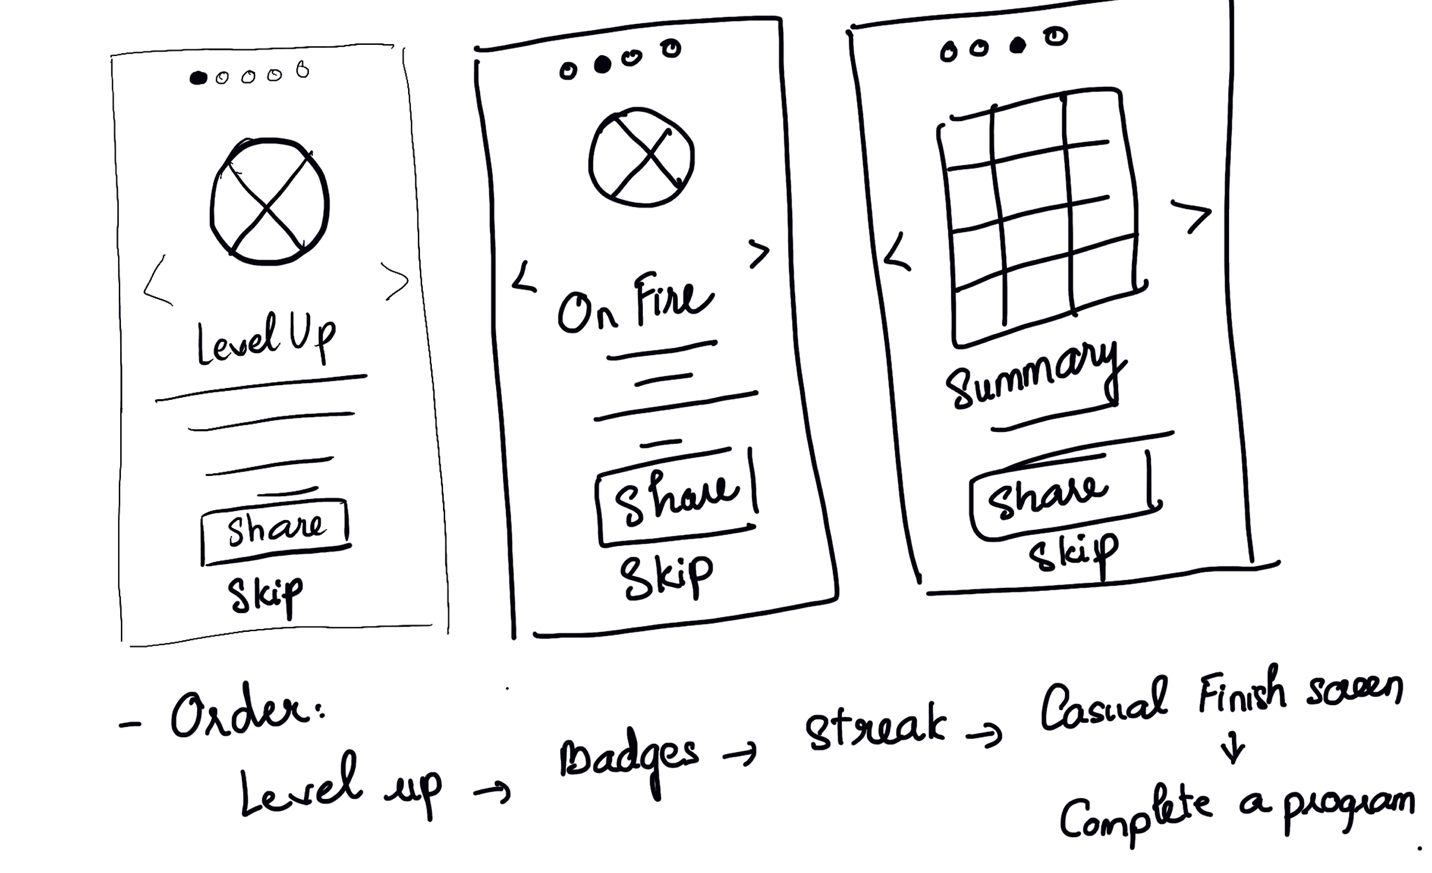 Level Up
Share
Skip
On Fire
Share
Skip
Summary
Share
Skip
- Order:
Level up → Badges → Streak → Casual Finish screen
↓
Complete a program